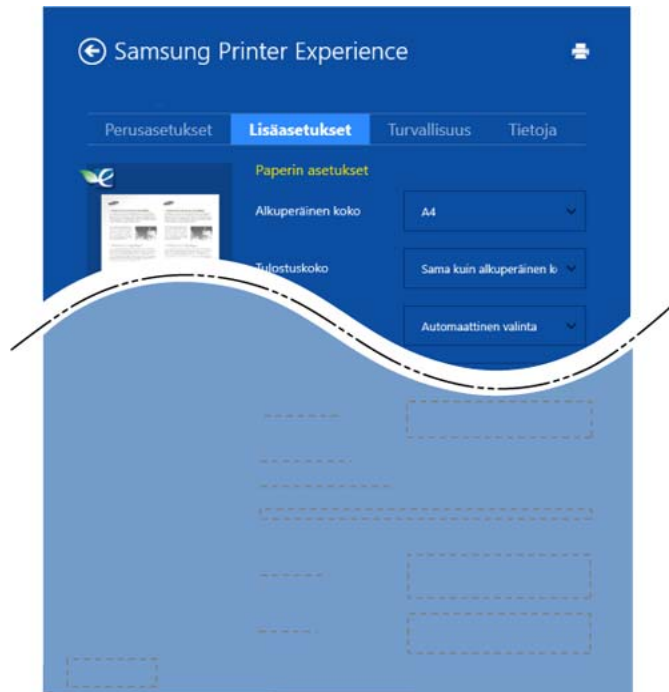 Samsung Printer Experience
Perusasetukset Lisäasetukset Turvallisuus Tietoja
Paperin asetukset
Alkuperäinen koko A4
Tulostuskoko Sama kuin alkuperäinen k
Automaattinen valinta